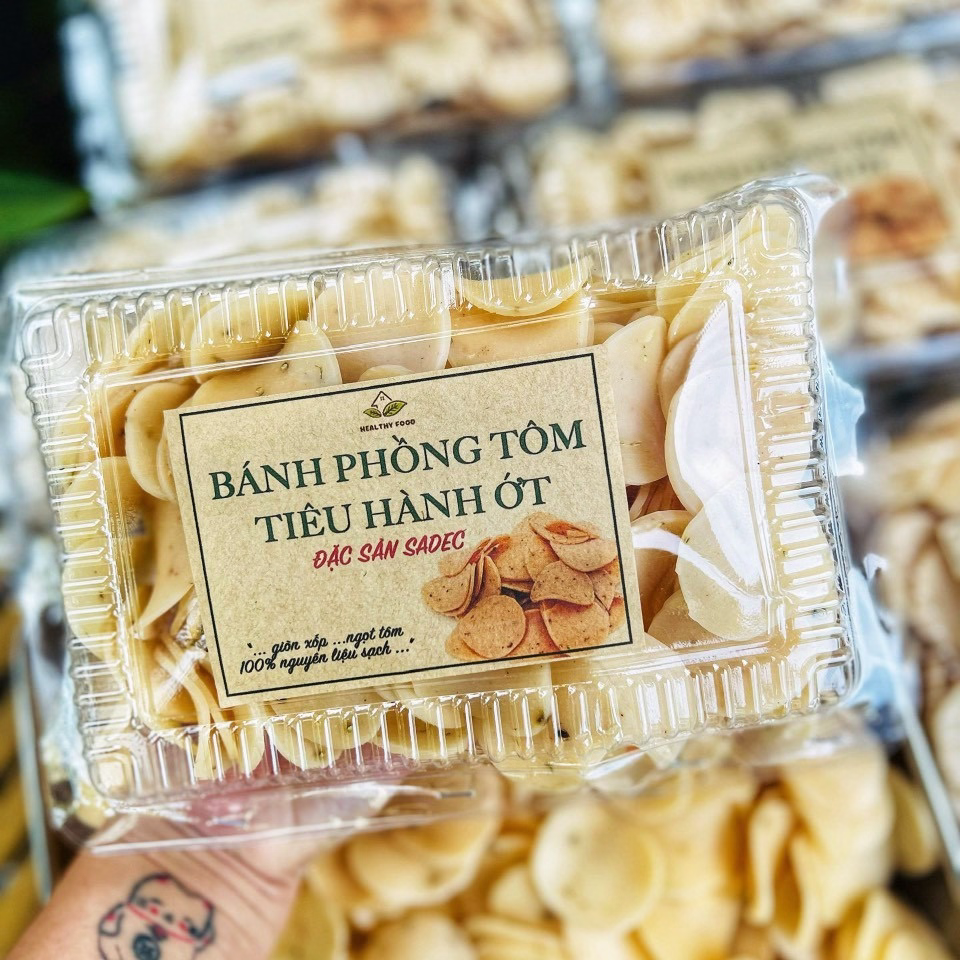 HEALTHY FOOD
BÁNH PHỒNG TÔM
TIÊU HÀNH ỚT
ĐẶC SẢN SADEC
"... giòn xốp ...ngọt tôm
100% nguyên liệu sạch ..."